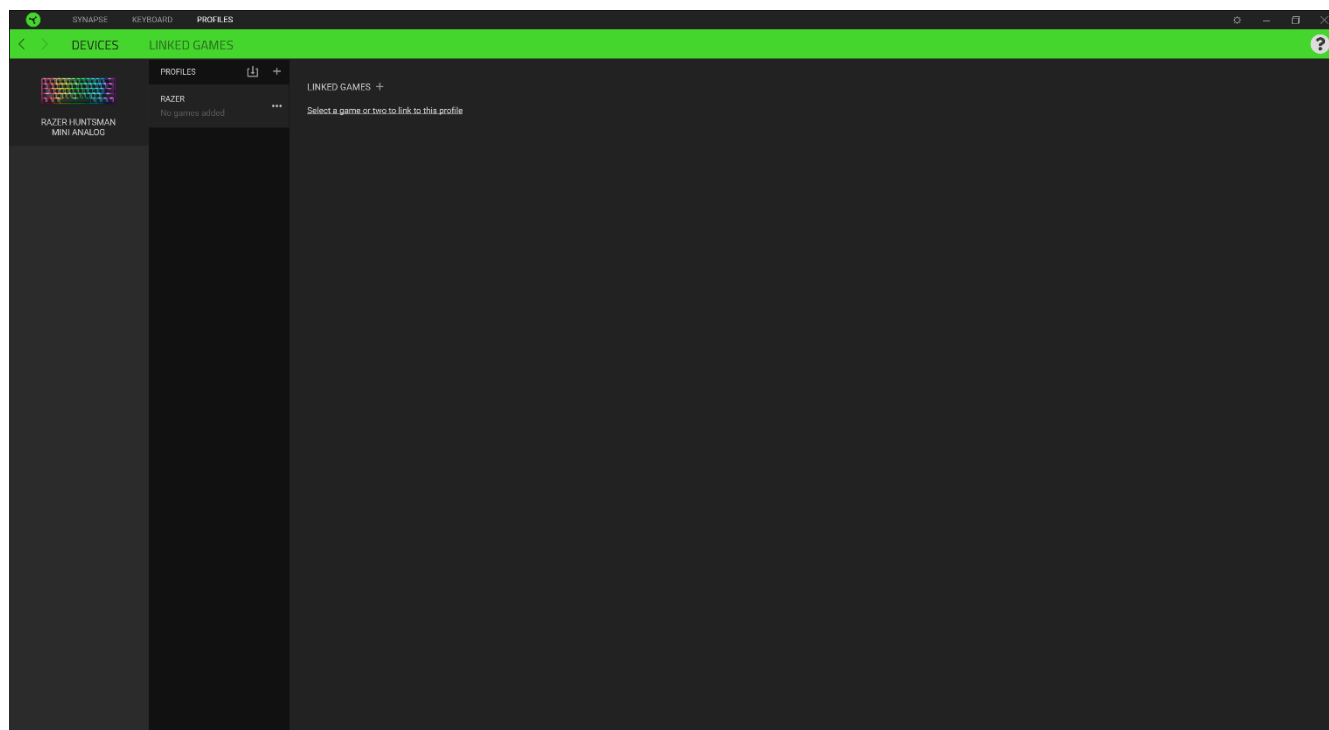 SYNAPSE KEYBOARD PROFILES
DEVICES LINKED GAMES
?
RAZER HUNTSMAN
MINI ANALOG
PROFILES +
RAZER
No games added
LINKED GAMES +
Select a game or two to link to this profile